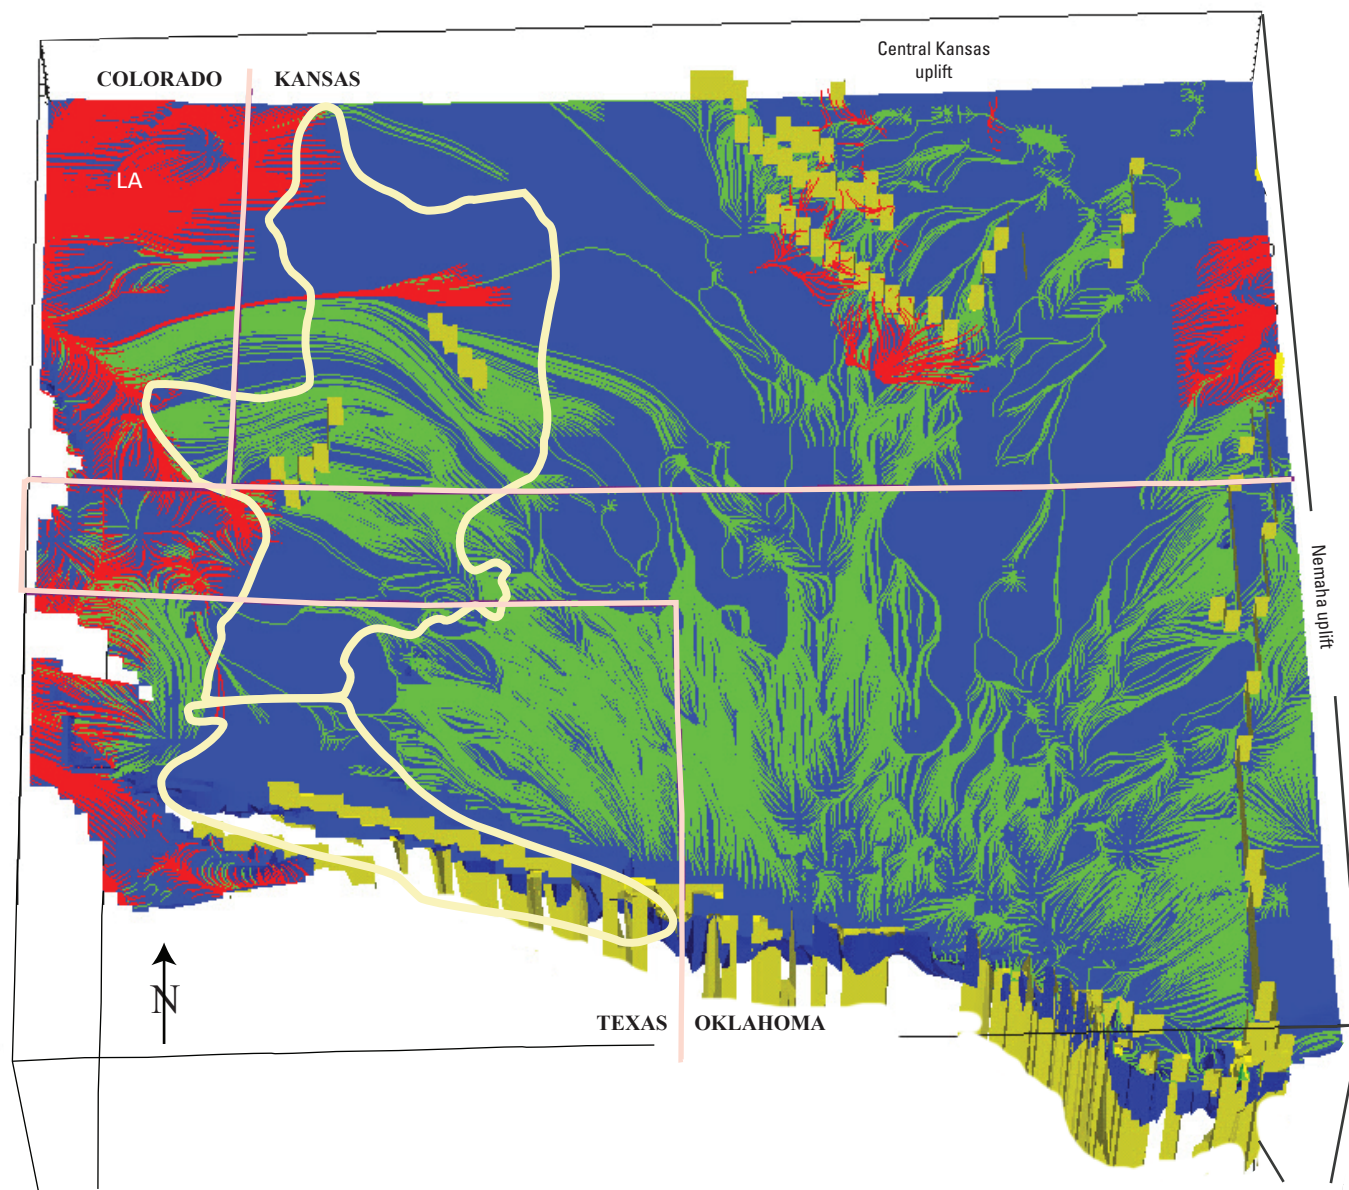 Central Kansas
uplift
COLORADO
KANSAS
LA
Nemaha uplift
N
TEXAS
OKLAHOMA